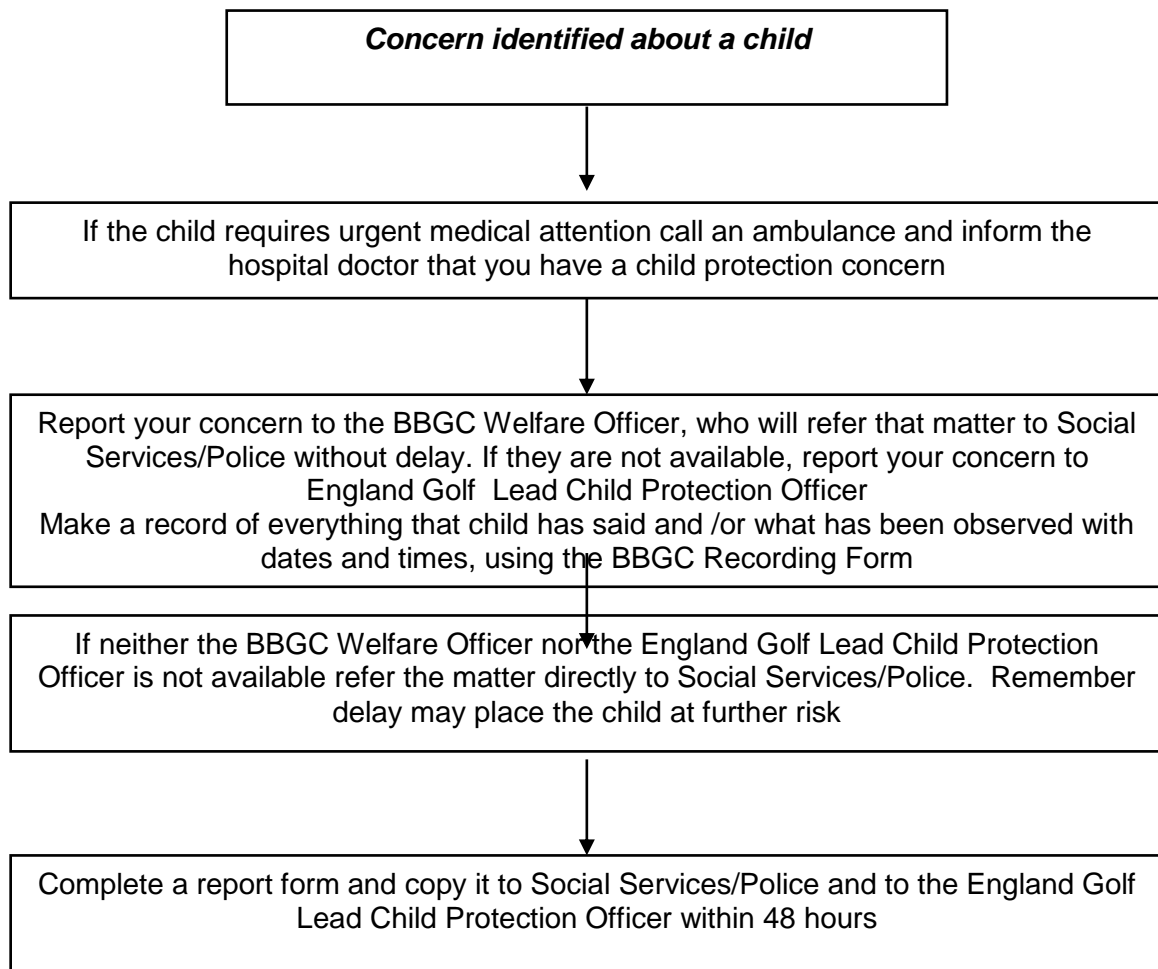 Concern identified about a child
If the child requires urgent medical attention call an ambulance and inform the
hospital doctor that you have a child protection concern
Report your concern to the BBGC Welfare Officer, who will refer that matter to Social
Services/Police without delay. If they are not available, report your concern to
England Golf  Lead Child Protection Officer
Make a record of everything that child has said and /or what has been observed with
dates and times, using the BBGC Recording Form
If neither the BBGC Welfare Officer nor the England Golf Lead Child Protection
Officer is not available refer the matter directly to Social Services/Police.  Remember
delay may place the child at further risk
Complete a report form and copy it to Social Services/Police and to the England Golf
Lead Child Protection Officer within 48 hours